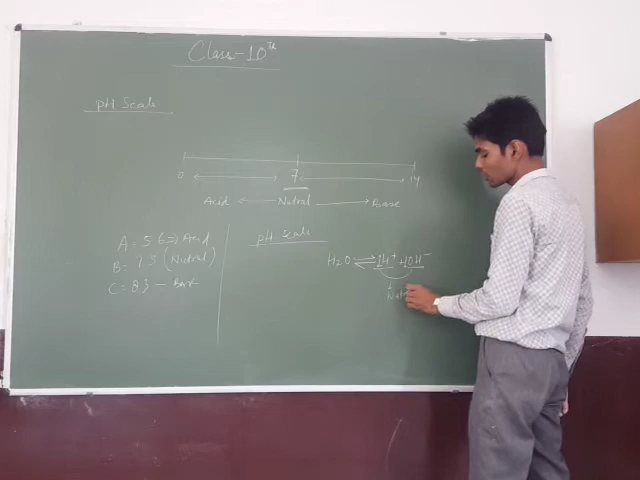 Class-10th
pH Scale
0 7 14
Acid Nutral Base
A = 5 6 => Acid
B = 7 3 (Nutral)
C = 8 3 - Base
pH Scale
H2O ⇌ 1H+ + OH-